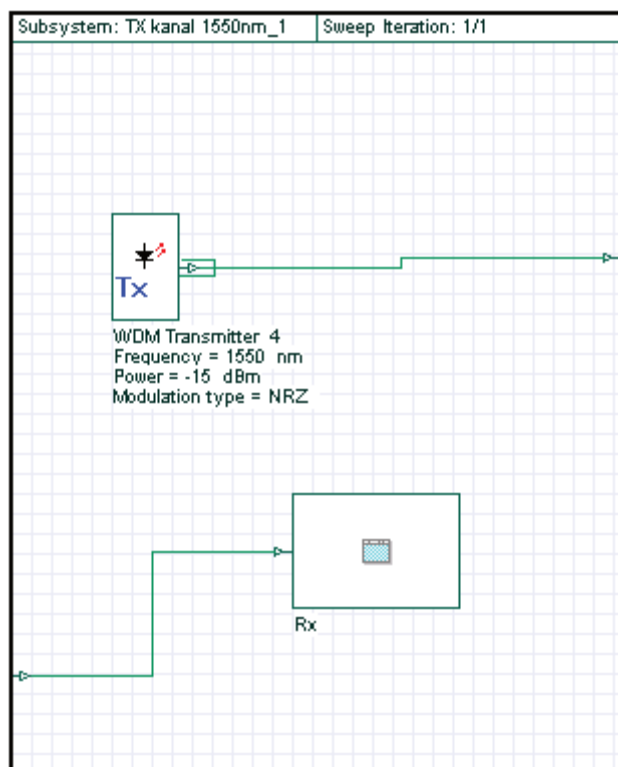 Subsystem: TX kanal 1550nm_1
Sweep Iteration: 1/1
Tx
WDM Transmitter 4
Frequency = 1550 nm
Power = -15 dBm
Modulation type = NRZ
Rx